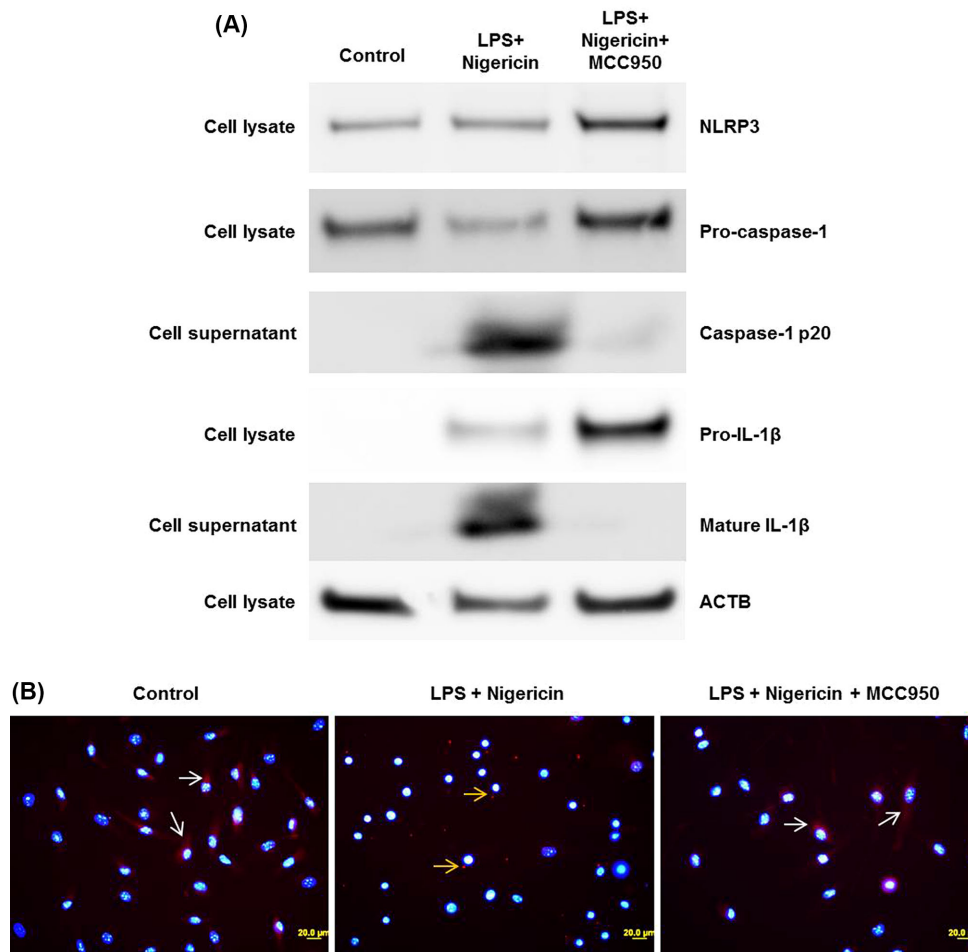 (A)
Control
LPS+
Nigericin
LPS+
Nigericin+
MCC950
Cell lysate
NLRP3
Cell lysate
Pro-caspase-1
Cell supernatant
Caspase-1 p20
Cell lysate
Pro-IL-1β
Cell supernatant
Mature IL-1β
Cell lysate
ACTB
(B)
Control
LPS + Nigericin
LPS + Nigericin + MCC950
20.0 µm
20.0 µm
20.0